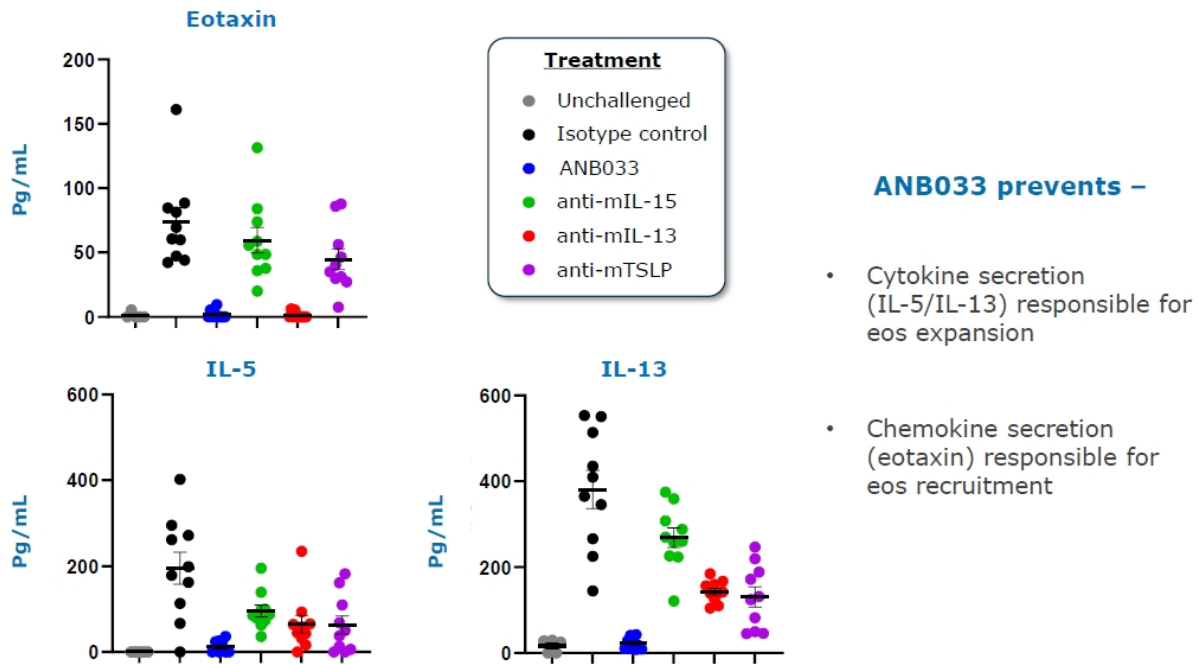 Eotaxin
200
150
100
50
0
Pg/mL
Treatment
Unchallenged
Isotype control
ANB033
anti-mIL-15
anti-mIL-13
anti-mTSLP
IL-5
600
400
200
0
Pg/mL
IL-13
600
400
200
0
Pg/mL
ANB033 prevents –
• Cytokine secretion
(IL-5/IL-13) responsible for
eos expansion
• Chemokine secretion
(eotaxin) responsible for
eos recruitment